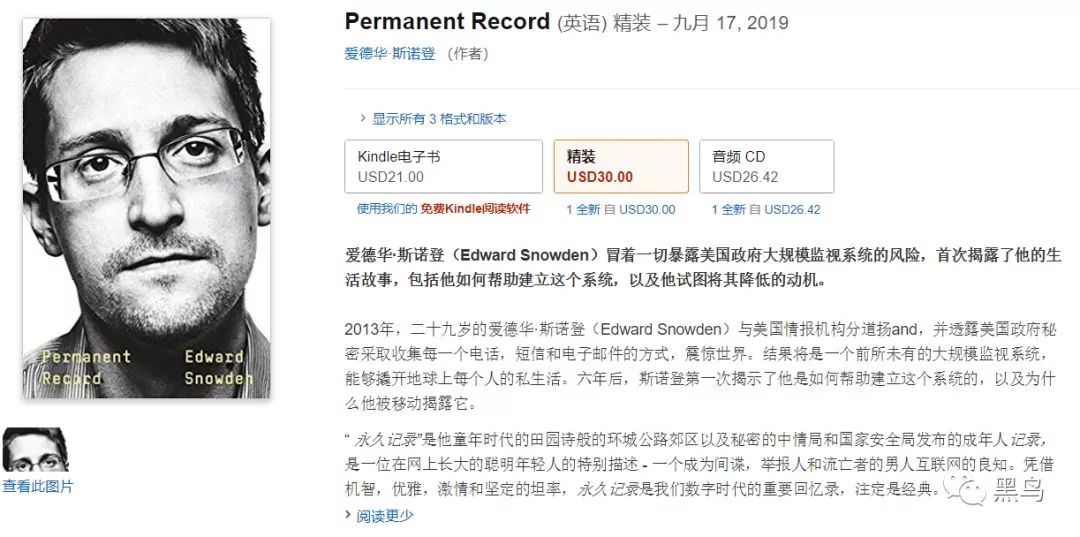 Permanent Record (英语) 精装 – 九月 17, 2019
爱德华·斯诺登 (作者)
显示所有 3 格式和版本
Kindle电子书
USD21.00
精装
USD30.00
音频 CD
USD26.42
使用我们的 免费Kindle阅读软件
1 全新 自 USD30.00
1 全新 自 USD26.42
爱德华·斯诺登（Edward Snowden）冒着一切暴露美国政府大规模监视系统的风险，首次揭露了他的生
活故事，包括他如何帮助建立这个系统，以及他试图将其降低的动机。
2013年，二十九岁的爱德华·斯诺登（Edward Snowden）与美国情报机构分道扬and，并透露美国政府秘
密采取收集每一个电话，短信和电子邮件的方式，震惊世界。结果将是一个前所未有的大规模监视系统，
能够撬开地球上每个人的私生活。六年后，斯诺登第一次揭示了他是如何帮助建立这个系统的，以及为什
么他被移动揭露它。
“ 永久记录”是他童年时代的田园诗般的环城公路郊区以及秘密的中情局和国家安全局发布的成年人记录，
是一位在网上长大的聪明年轻人的特别描述 - 一个成为间谍，举报人和流亡者的男人互联网的良知。凭借
机智，优雅，激情和坚定的坦率，永久记录是我们数字时代的重要回忆录，注定是经典。
阅读更少
Permanent Edward
Record Snowden
查看此图片
黑鸟